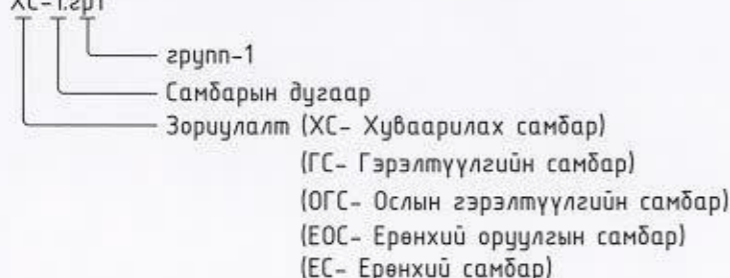 ХС-1.гр1
групп-1
Самбарын дугаар
Зориулалт (ХС- Хуваарилах самбар)
(ГС- Гэрэлтүүлгийн самбар)
(ОГС- Ослын гэрэлтүүлгийн самбар)
(ЕОС- Ерөнхий оруулгын самбар)
(ЕС- Ерөнхий самбар)